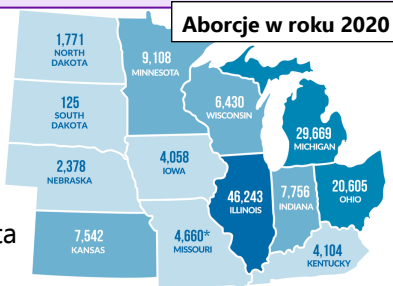 Aborcje w roku 2020
1,771
NORTH
DAKOTA
9,108
MINNESOTA
125
SOUTH
DAKOTA
6,430
WISCONSIN
29,669
MICHIGAN
2,378
NEBRASKA
4,058
IOWA
46,243
ILLINOIS
7,756
INDIANA
20,605
OHIO
ta
7,542
KANSAS
4,660*
MISSOURI
4,104
KENTUCKY